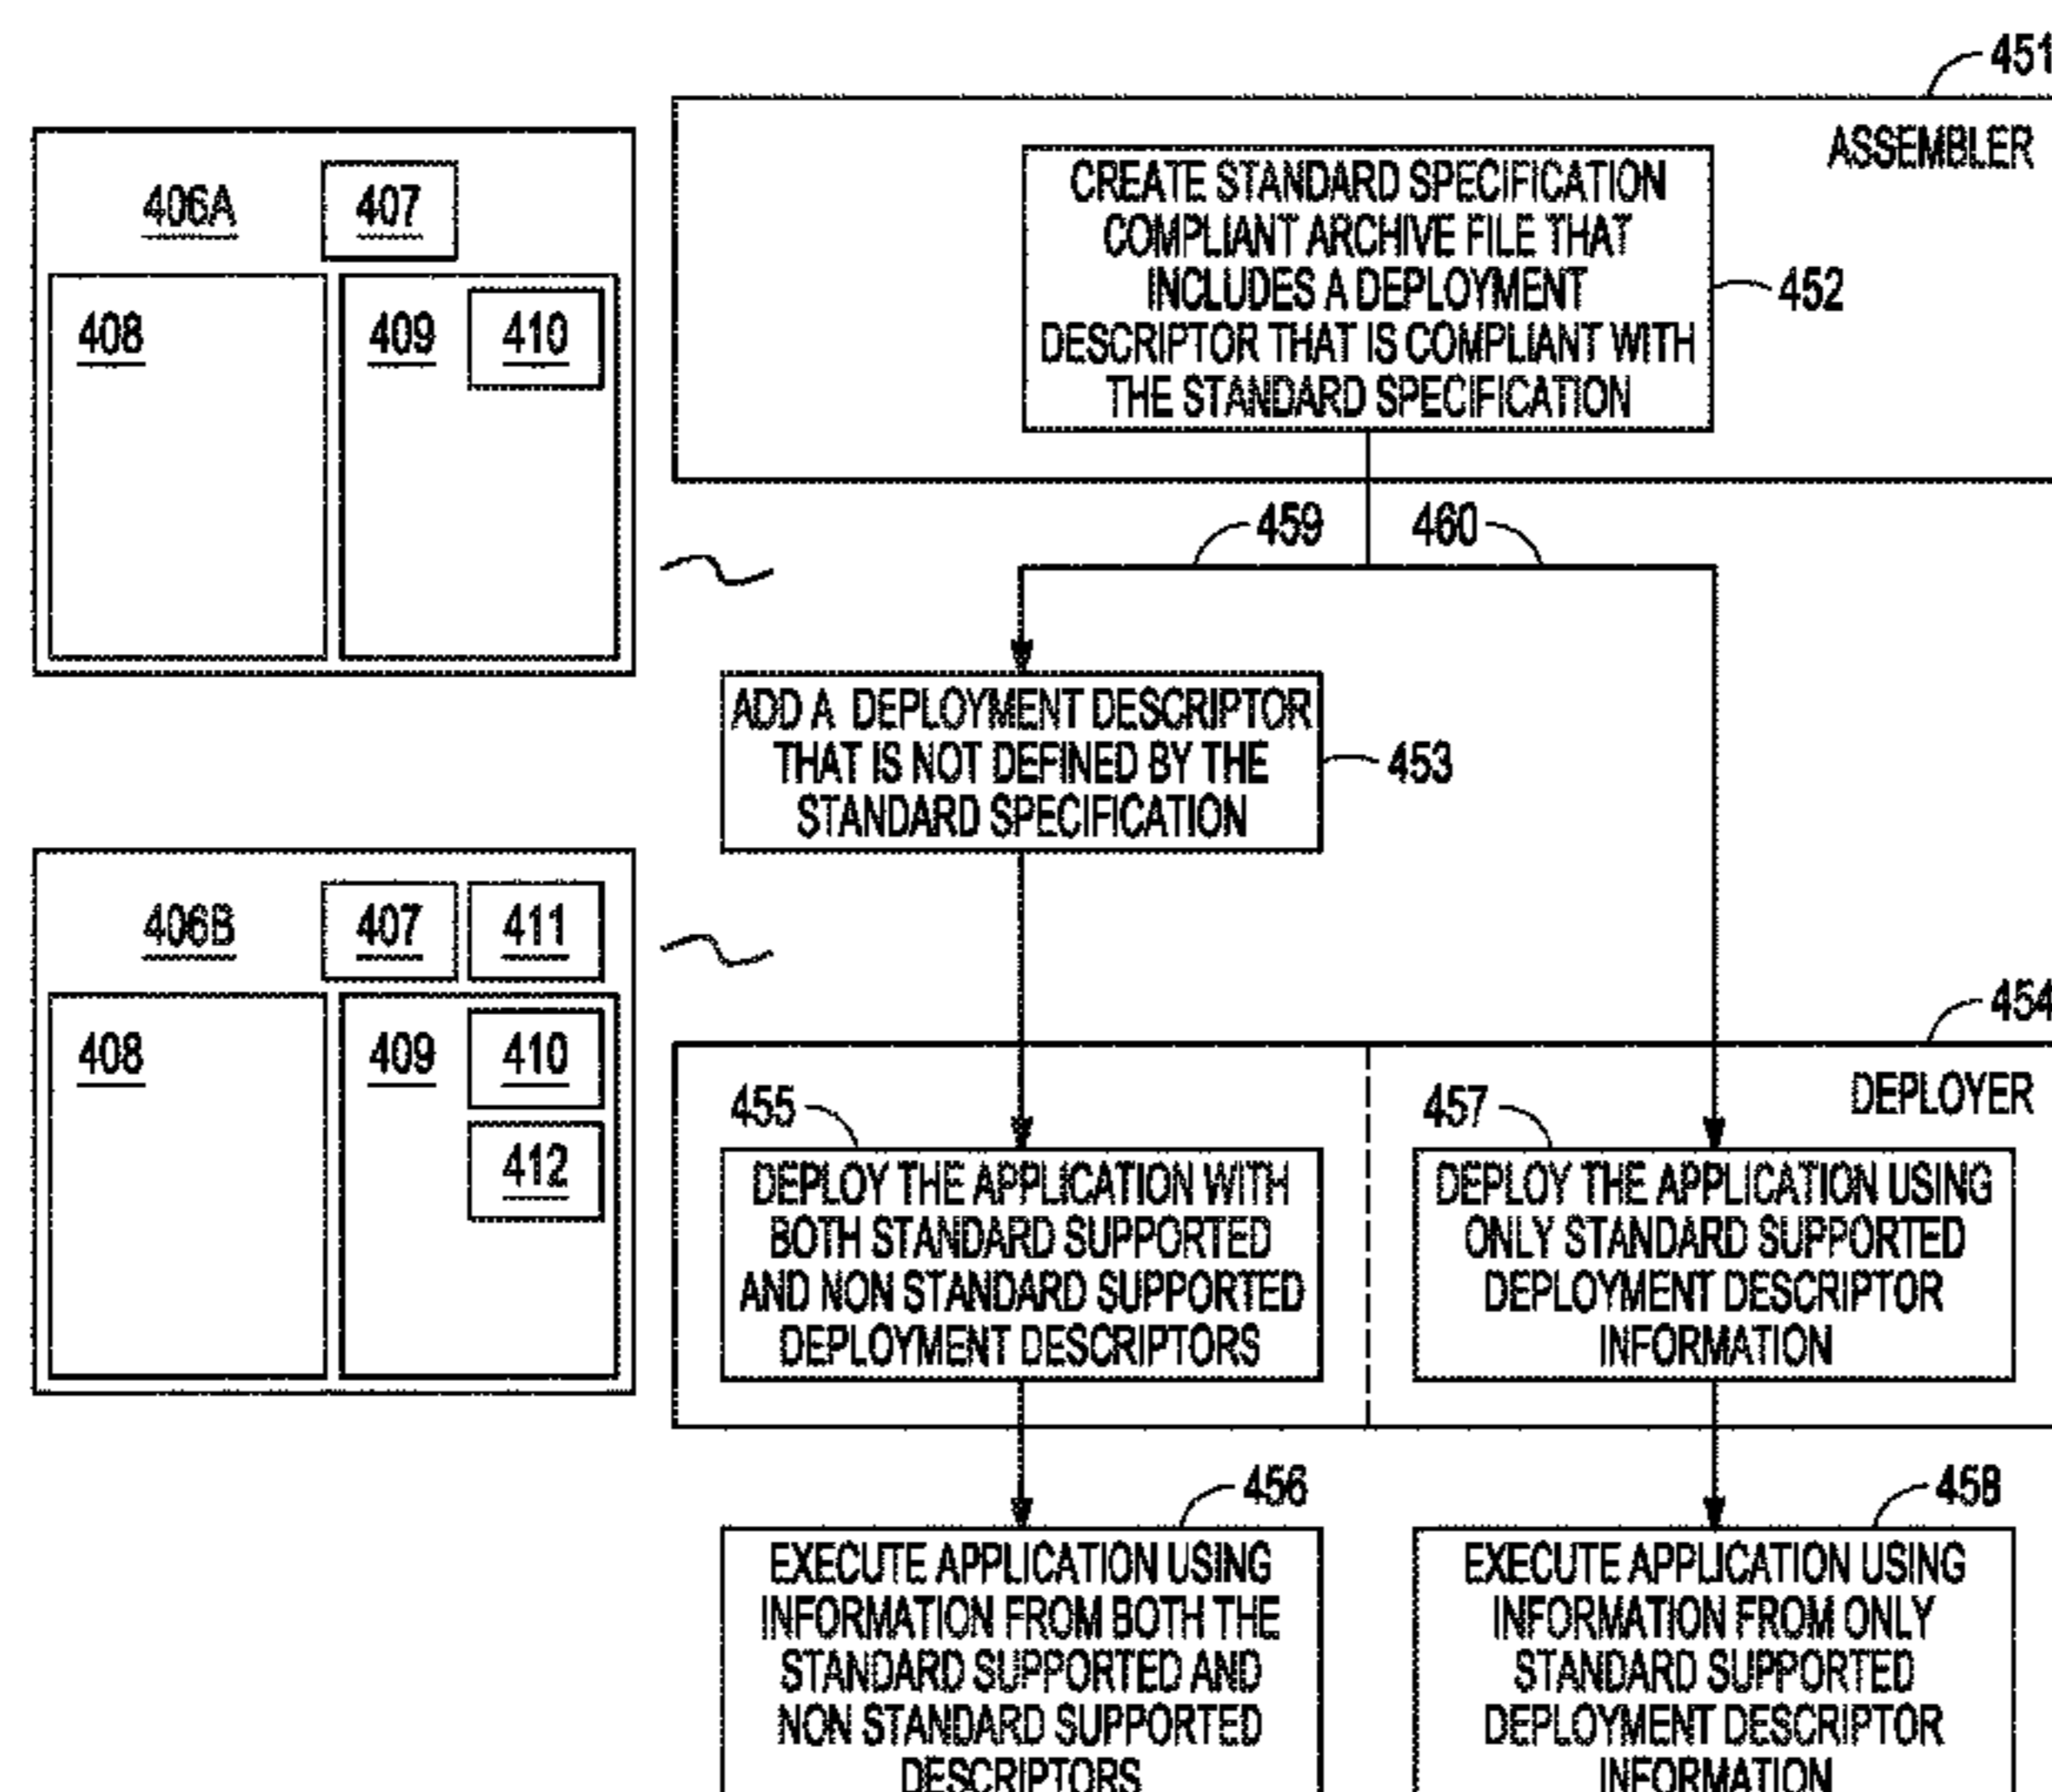 451
ASSEMBLER
CREATE STANDARD SPECIFICATION
COMPLIANT ARCHIVE FILE THAT
INCLUDES A DEPLOYMENT
DESCRIPTOR THAT IS COMPLIANT WITH
THE STANDARD SPECIFICATION
452
406A
407
408
409
410
459
460
ADD A DEPLOYMENT DESCRIPTOR
THAT IS NOT DEFINED BY THE
STANDARD SPECIFICATION
453
406B
407
411
408
409
410
412
454
DEPLOYER
455
DEPLOY THE APPLICATION WITH
BOTH STANDARD SUPPORTED
AND NON STANDARD SUPPORTED
DEPLOYMENT DESCRIPTORS
457
DEPLOY THE APPLICATION USING
ONLY STANDARD SUPPORTED
DEPLOYMENT DESCRIPTOR
INFORMATION
456
EXECUTE APPLICATION USING
INFORMATION FROM BOTH THE
STANDARD SUPPORTED AND
NON STANDARD SUPPORTED
DESCRIPTORS
458
EXECUTE APPLICATION USING
INFORMATION FROM ONLY
STANDARD SUPPORTED
DEPLOYMENT DESCRIPTOR
INFORMATION